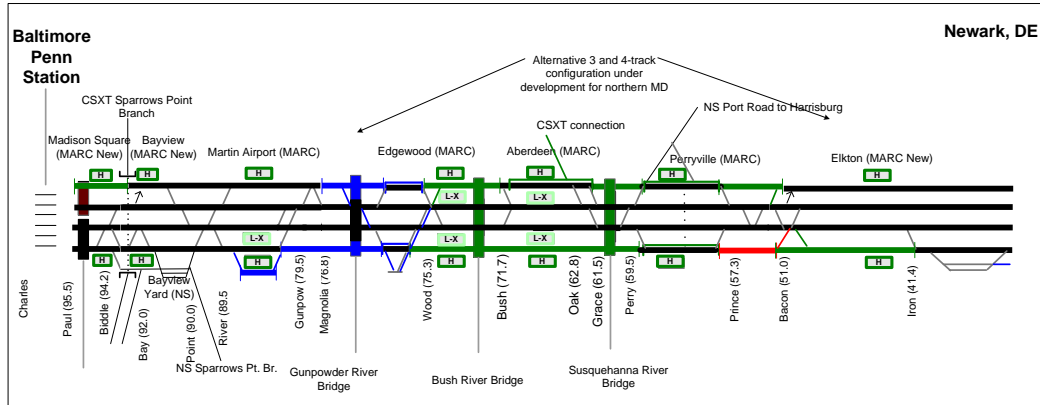 Baltimore
Penn
Station
Newark, DE
Alternative 3 and 4-track
configuration under
development for northern MD
CSXT Sparrows Point
Branch
NS Port Road to Harrisburg
CSXT connection
Madison Square
(MARC New)
Bayview
(MARC New)
Martin Airport (MARC)
Edgewood (MARC)
Aberdeen (MARC)
Perryville (MARC)
Elkton (MARC New)
H
H
H
H
H
H
H
L-X
L-X
L-X
L-X
L-X
H
H
H
H
H
H
H
Bayview
Yard (NS)
Charles
Paul (95.5)
Biddle (94.2)
Bay (92.0)
Point (90.0)
River (89.5
Gunpow (79.5)
Magnolia (76.8)
Wood (75.3)
Bush (71.7)
Oak (62.8)
Grace (61.5)
Perry (59.5)
Prince (57.3)
Bacon (51.0)
Iron (41.4)
NS Sparrows Pt. Br.
Gunpowder River
Bridge
Bush River Bridge
Susquehanna River
Bridge